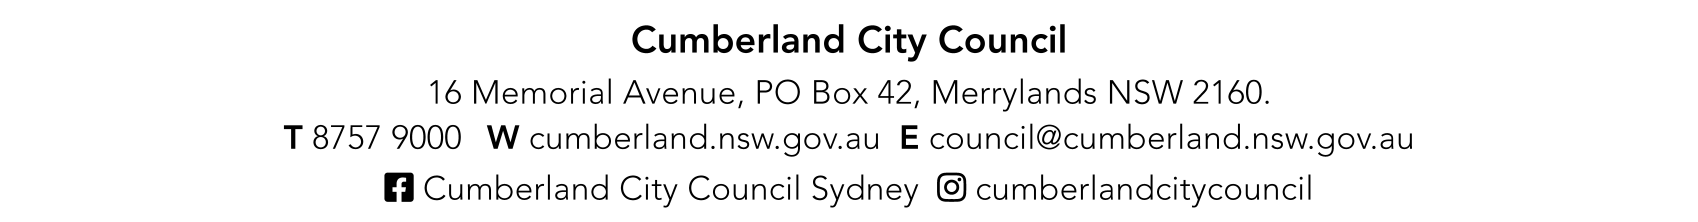 Cumberland City Council
16 Memorial Avenue, PO Box 42, Merrylands NSW 2160.
T 8757 9000 W cumberland.nsw.gov.au E council@cumberland.nsw.gov.au
Cumberland City Council Sydney cumberlandcitycouncil